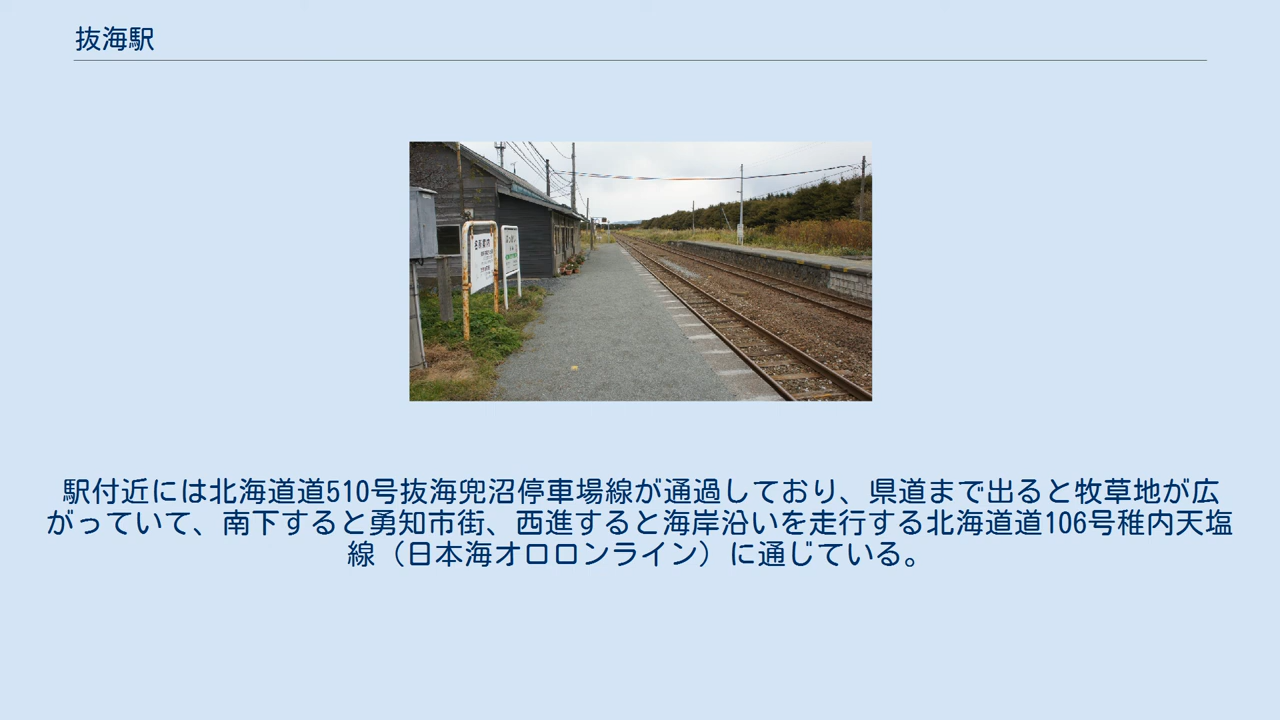 抜海駅
駅付近には北海道道510号抜海兜沼停車場線が通過しており、県道まで出ると牧草地が広
がっていて、南下すると勇知市街、西進すると海岸沿いを走行する北海道道106号稚内天塩
線（日本海オロロンライン）に通じている。